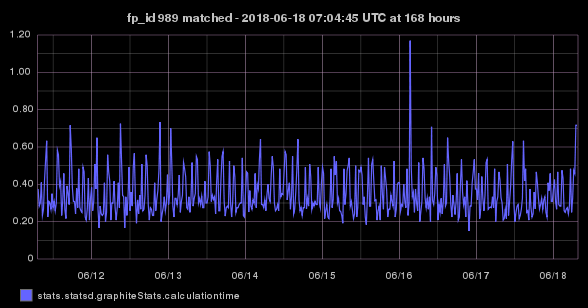 fp_id 989 matched - 2018-06-18 07:04:45 UTC at 168 hours
1.20
1.00
0.80
0.60
0.40
0.20
0
06/12 06/13 06/14 06/15 06/16 06/17 06/18
stats.statsd.graphiteStats.calculationtime